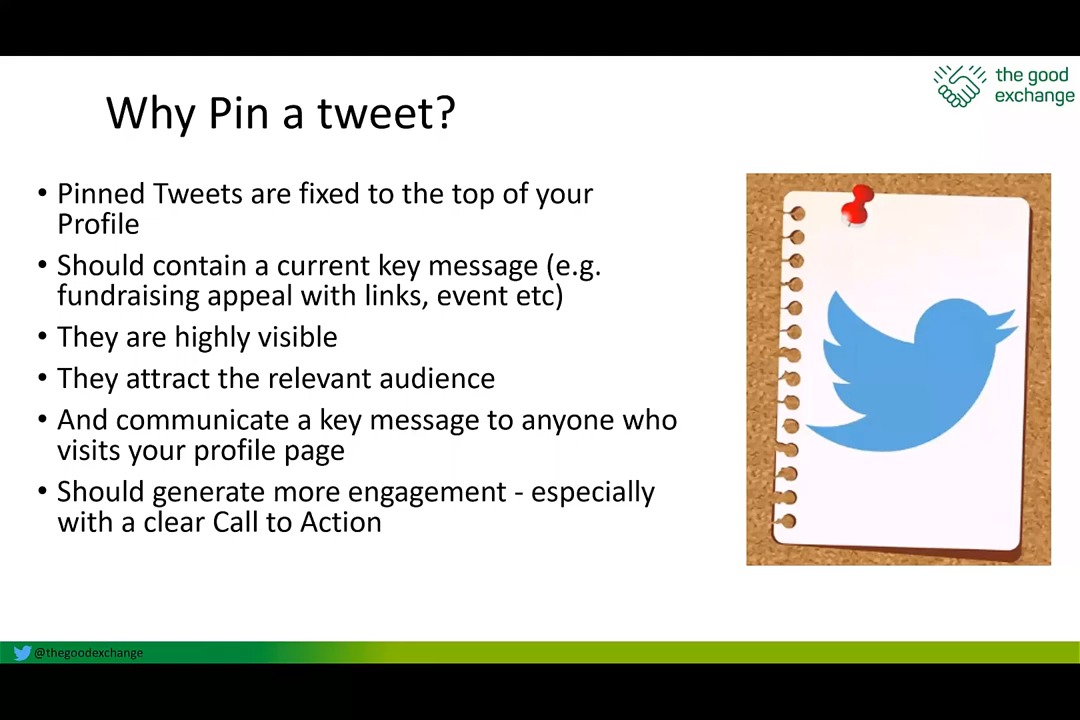 the good
exchange
Why Pin a tweet?
• Pinned Tweets are fixed to the top of your
Profile
• Should contain a current key message (e.g.
fundraising appeal with links, event etc)
• They are highly visible
• They attract the relevant audience
• And communicate a key message to anyone who
visits your profile page
• Should generate more engagement - especially
with a clear Call to Action
@thegoodexchange